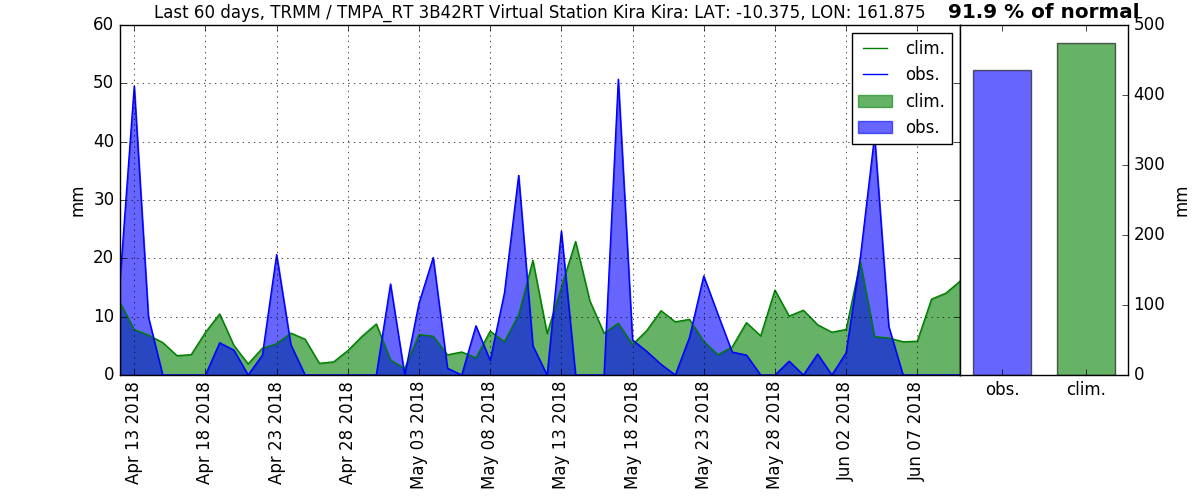 Last 60 days, TRMM / TMPA_RT 3B42RT Virtual Station Kira Kira: LAT: -10.375, LON: 161.875
91.9 % of normal
mm
60
50
40
30
20
10
0
clim.
obs.
clim.
obs.
Apr 13 2018
Apr 18 2018
Apr 23 2018
Apr 28 2018
May 03 2018
May 08 2018
May 13 2018
May 18 2018
May 23 2018
May 28 2018
Jun 02 2018
Jun 07 2018
500
400
300
200
100
0
mm
obs.
clim.